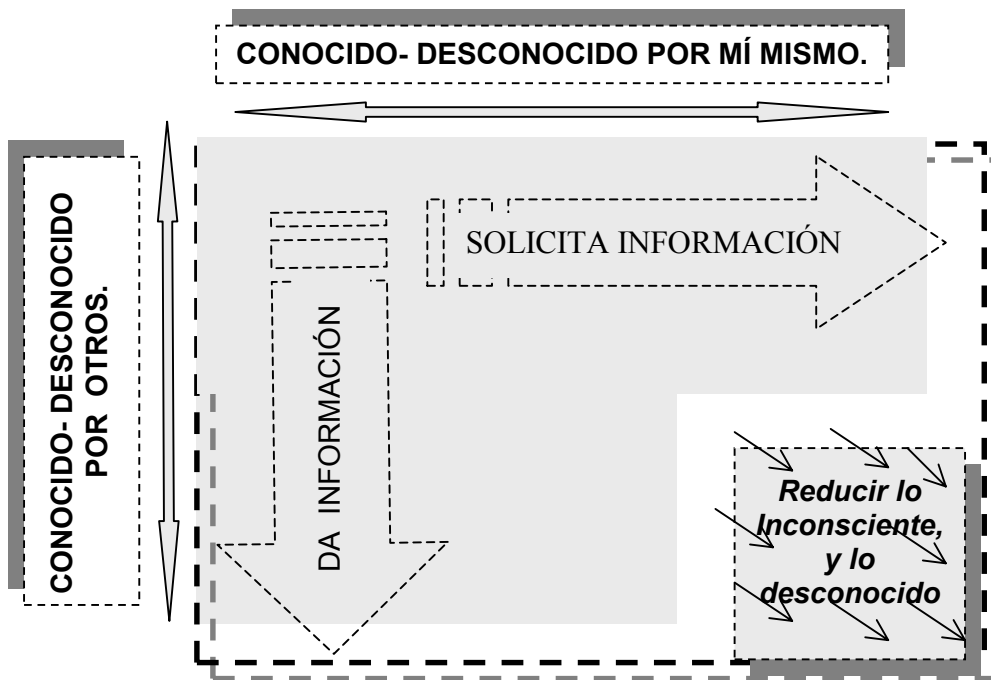 CONOCIDO- DESCONOCIDO POR MÍ MISMO.
CONOCIDO- DESCONOCIDO
POR OTROS.
SOLICITA INFORMACIÓN
DA INFORMACIÓN
Reducir lo
Inconsciente,
y lo
desconocido